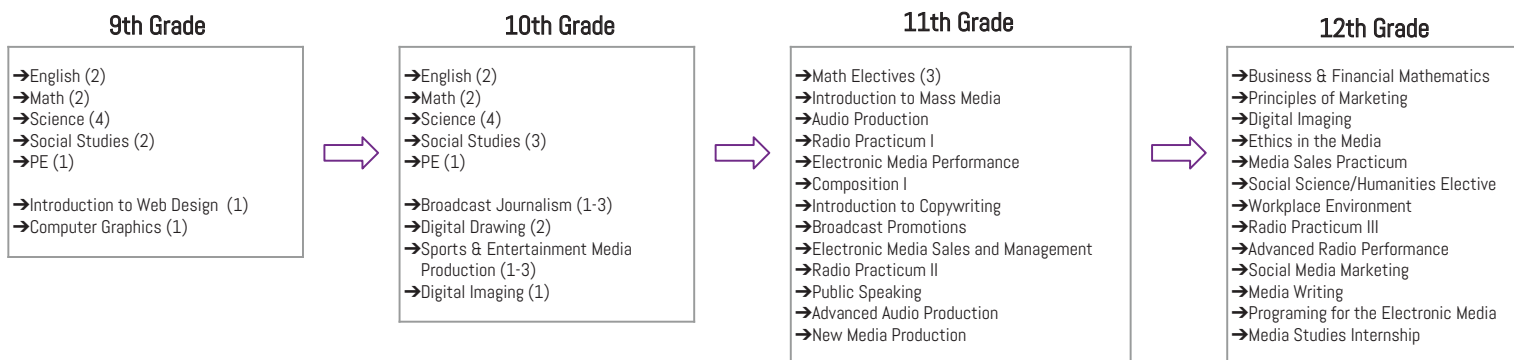 9th Grade
➔English (2)
➔Math (2)
➔Science (4)
➔Social Studies (2)
➔PE (1)
➔Introduction to Web Design (1)
➔Computer Graphics (1)
10th Grade
➔English (2)
➔Math (2)
➔Science (4)
➔Social Studies (3)
➔PE (1)
➔Broadcast Journalism (1-3)
➔Digital Drawing (2)
➔Sports & Entertainment Media
Production (1-3)
➔Digital Imaging (1)
11th Grade
➔Math Electives (3)
➔Introduction to Mass Media
➔Audio Production
➔Radio Practicum I
➔Electronic Media Performance
➔Composition I
➔Introduction to Copywriting
➔Broadcast Promotions
➔Electronic Media Sales and Management
➔Radio Practicum II
➔Public Speaking
➔Advanced Audio Production
➔New Media Production
12th Grade
➔Business & Financial Mathematics
➔Principles of Marketing
➔Digital Imaging
➔Ethics in the Media
➔Media Sales Practicum
➔Social Science/Humanities Elective
➔Workplace Environment
➔Radio Practicum III
➔Advanced Radio Performance
➔Social Media Marketing
➔Media Writing
➔Programing for the Electronic Media
➔Media Studies Internship